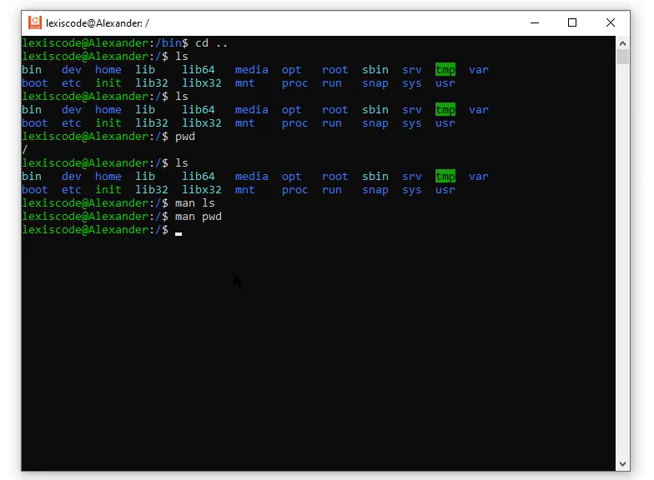 lexiscode@Alexander: /
lexiscode@Alexander:/bin$ cd ..
lexiscode@Alexander:/$ ls
bin dev home lib lib64 media opt root sbin srv tmp var
boot etc init lib32 libx32 mnt proc run snap sys usr
lexiscode@Alexander:/$ ls
bin dev home lib lib64 media opt root sbin srv tmp var
boot etc init lib32 libx32 mnt proc run snap sys usr
lexiscode@Alexander:/$ pwd
/
lexiscode@Alexander:/$ ls
bin dev home lib lib64 media opt root sbin srv tmp var
boot etc init lib32 libx32 mnt proc run snap sys usr
lexiscode@Alexander:/$ man ls
lexiscode@Alexander:/$ man pwd
lexiscode@Alexander:/$